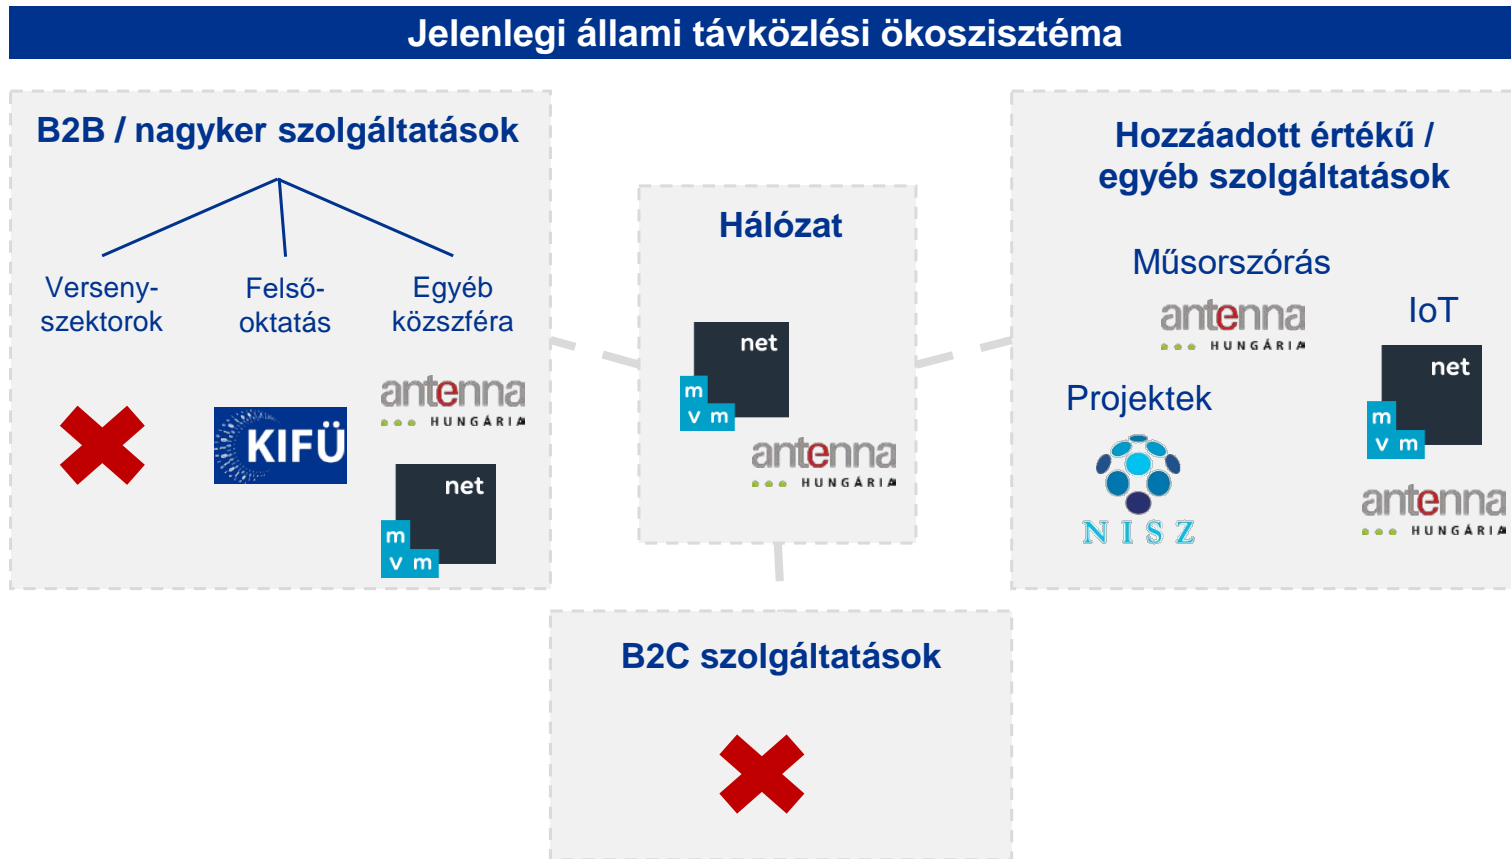 Jelenlegi állami távközlési ökoszisztéma
B2B / nagyker szolgáltatások
Verseny-
szektorok
Felső-
oktatás
Egyéb
közszféra
KIFÜ
antenna
HUNGÁRIA
net
m
v m
Hálózat
net
m
v m
antenna
HUNGÁRIA
Hozzáadott értékű /
egyéb szolgáltatások
Műsorszórás
antenna
HUNGÁRIA
IoT
net
m
v m
antenna
HUNGÁRIA
Projektek
NISZ
B2C szolgáltatások